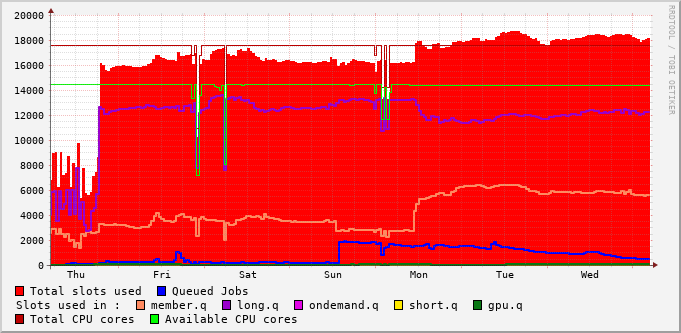 20000
18000
16000
14000
12000
10000
8000
6000
4000
2000
0
Thu Fri Sat Sun Mon Tue Wed
Total slots used Queued Jobs
Slots used in : member.q long.q ondemand.q short.q gpu.q
Total CPU cores Available CPU cores
RRDTOOL / TOBI OETIKER